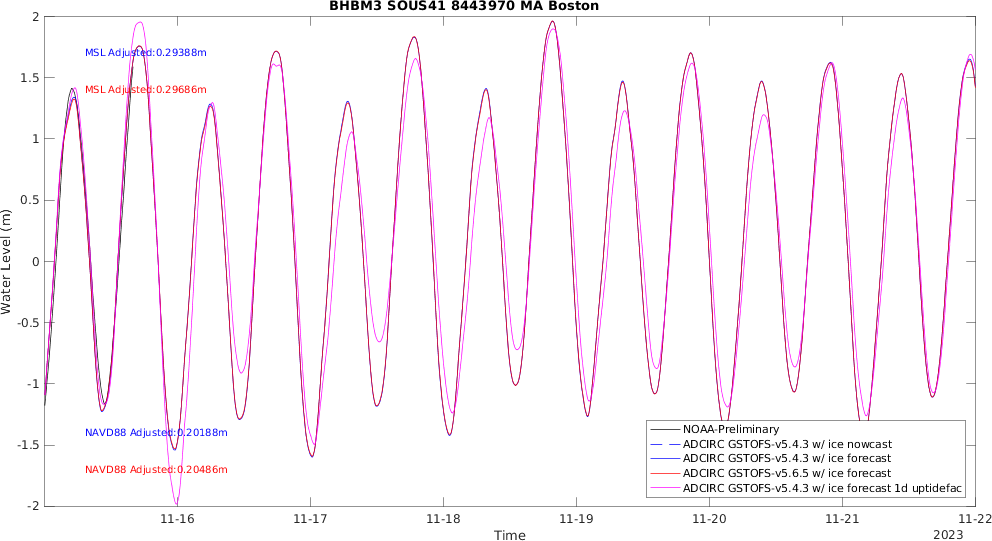 BHBM3 SOUS41 8443970 MA Boston
2
1.5
1
0.5
0
-0.5
-1
-1.5
-2
Water Level (m)
MSL Adjusted:0.29388m
MSL Adjusted:0.29686m
NAVD88 Adjusted:0.20188m
NAVD88 Adjusted:0.20486m
NOAA-Preliminary
ADCIRC GSTOFS-v5.4.3 w/ ice nowcast
ADCIRC GSTOFS-v5.4.3 w/ ice forecast
ADCIRC GSTOFS-v5.6.5 w/ ice forecast
ADCIRC GSTOFS-v5.4.3 w/ ice forecast 1d uptidefac
11-16 11-17 11-18 11-19 11-20 11-21 11-22
Time
2023